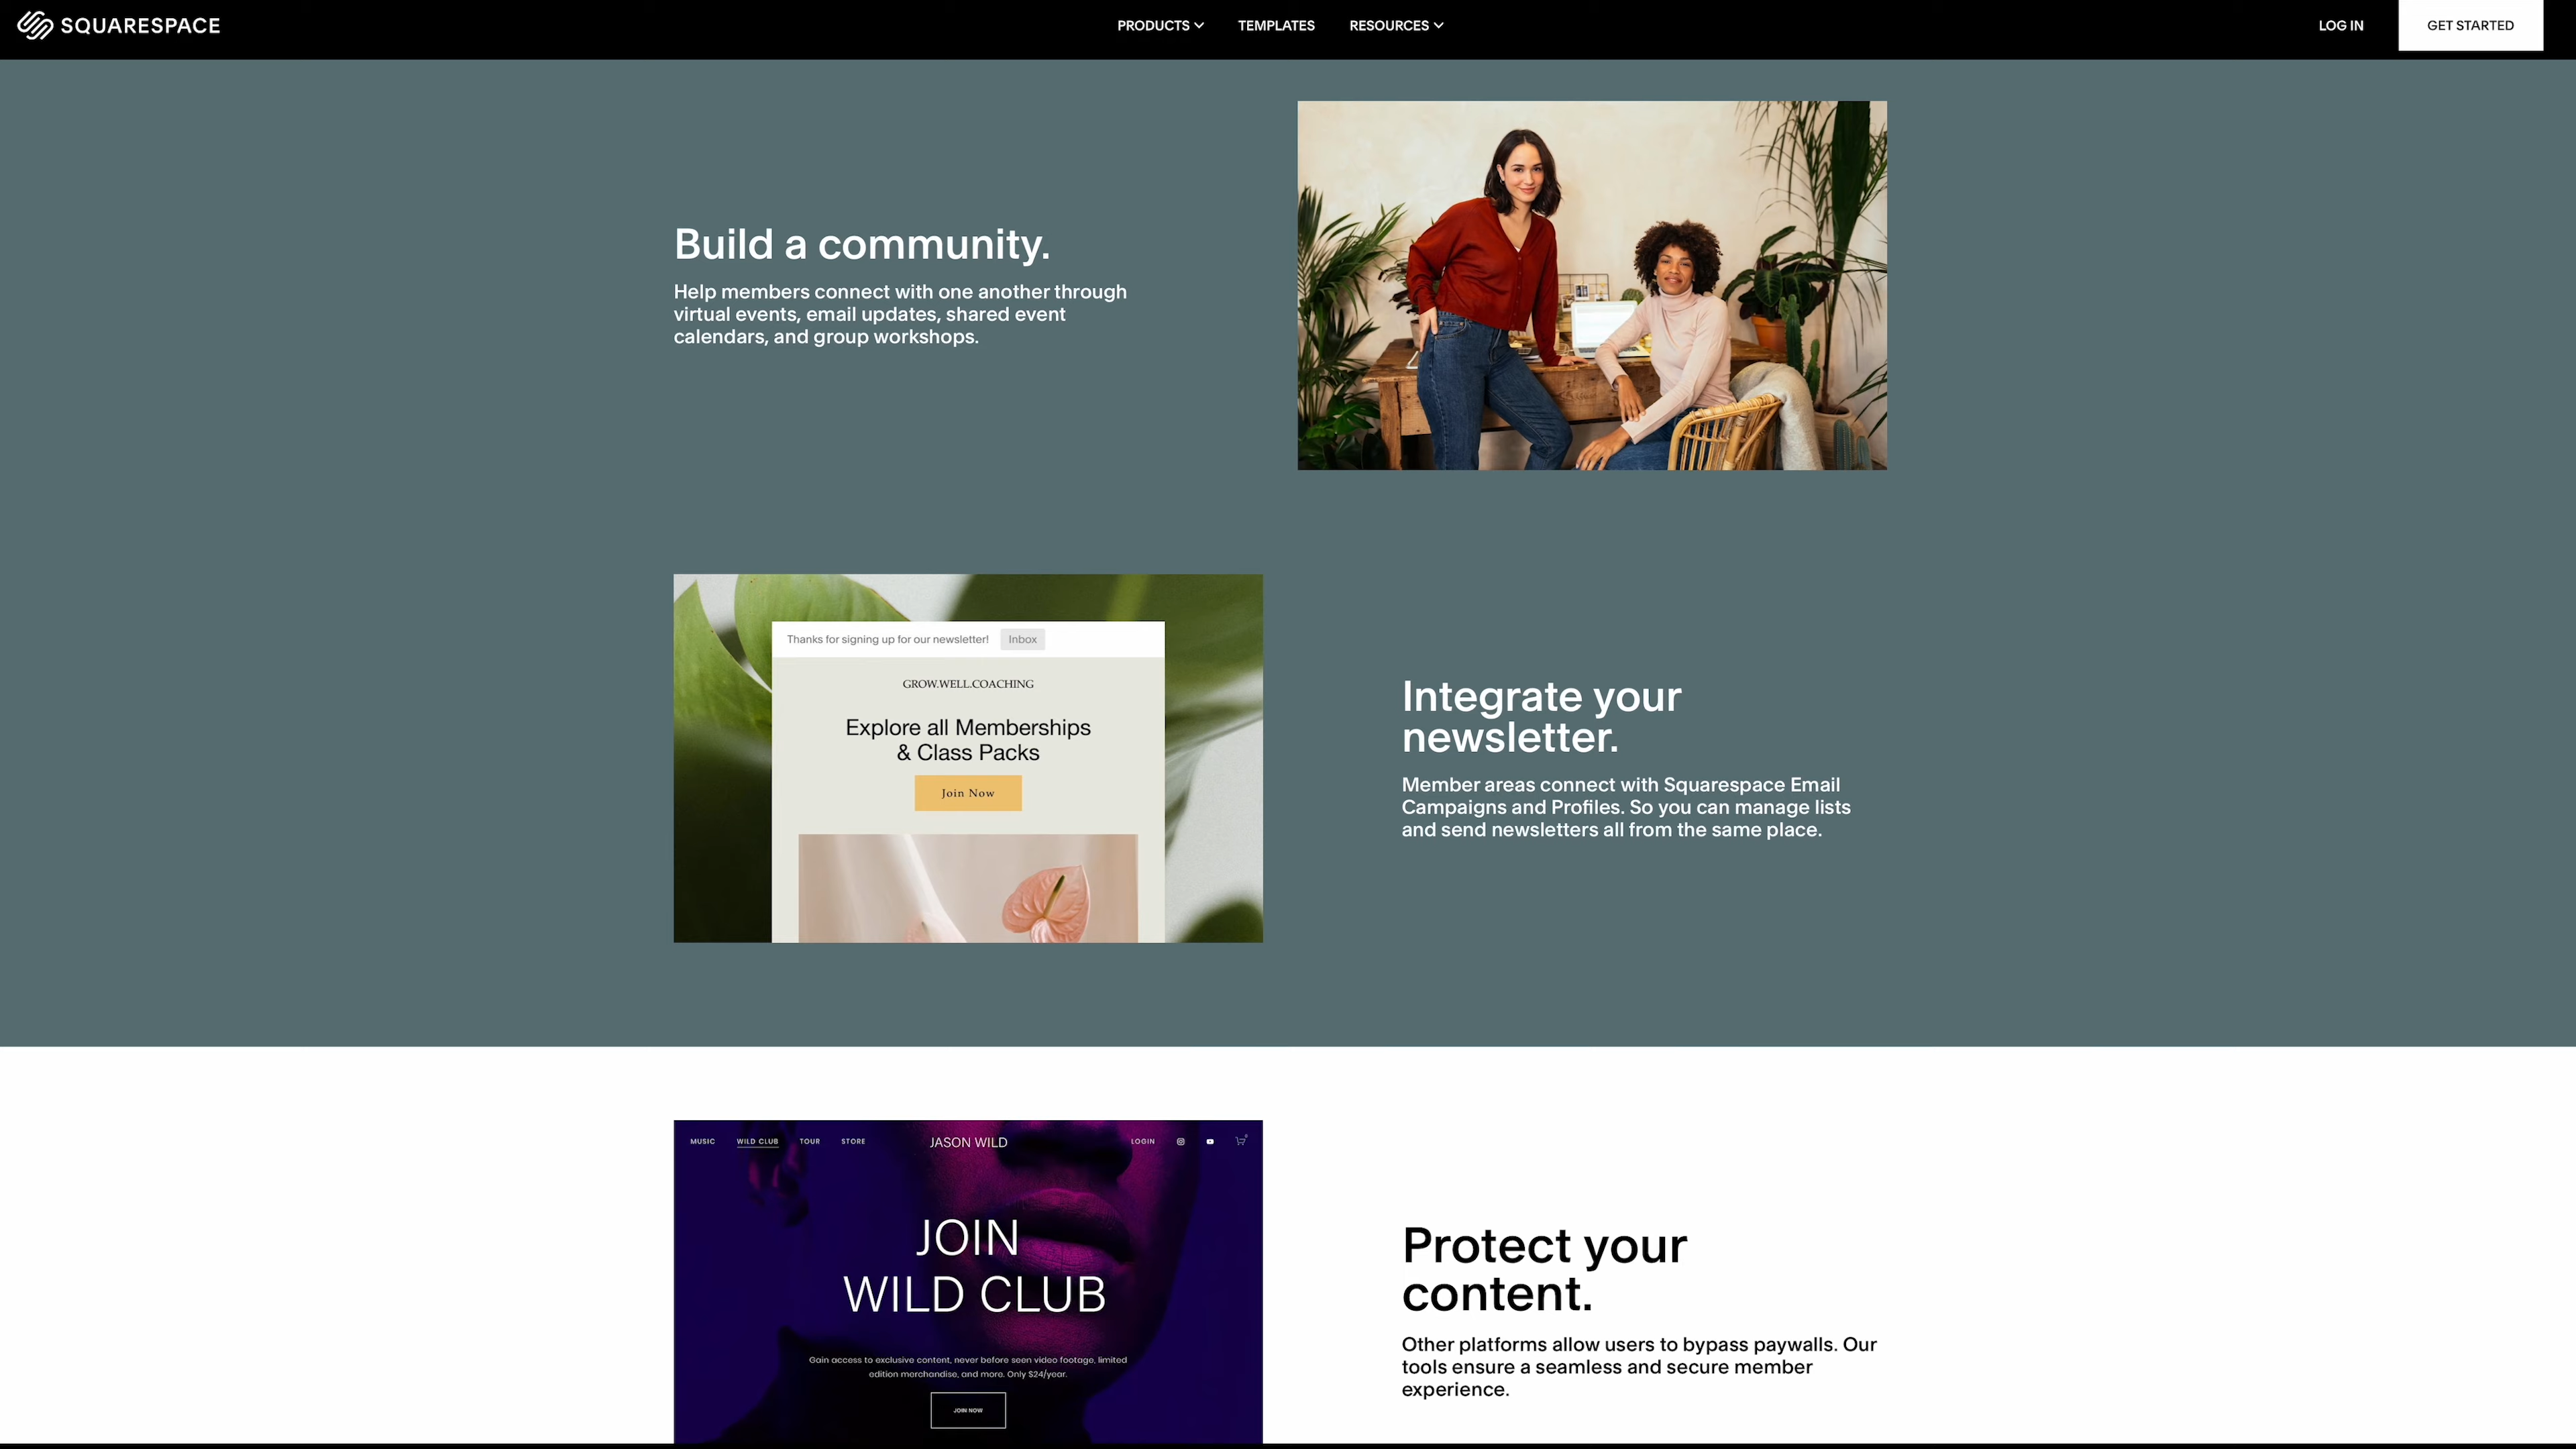 SQUARESPACE
PRODUCTS
TEMPLATES
RESOURCES
LOG IN
GET STARTED
Build a community.
Help members connect with one another through
virtual events, email updates, shared event
calendars, and group workshops.
Thanks for signing up for our newsletter! Inbox
GROW.WELL.COACHING
Explore all Memberships
& Class Packs
Join Now
Integrate your
newsletter.
Member areas connect with Squarespace Email
Campaigns and Profiles. So you can manage lists
and send newsletters all from the same place.
MUSIC
WILD CLUB
TOUR
STORE
JASON WILD
LOGIN
JOIN
WILD CLUB
Gain access to exclusive content, never before seen video footage, limited
edition merchandise, and more. Only $24/year.
JOIN NOW
Protect your
content.
Other platforms allow users to bypass paywalls. Our
tools ensure a seamless and secure member
experience.